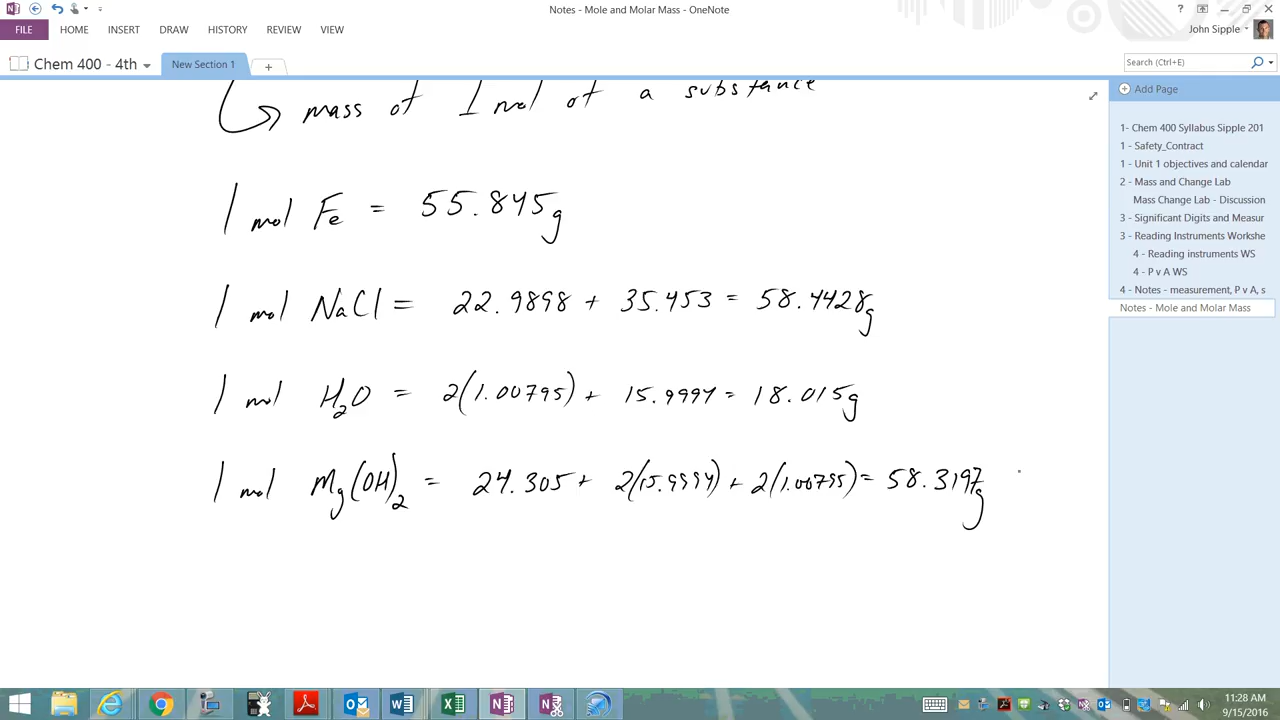 Notes - Mole and Molar Mass - OneNote
FILE HOME INSERT DRAW HISTORY REVIEW VIEW
John Sipple
Chem 400 - 4th
New Section 1
Search (Ctrl+E)
Add Page
1- Chem 400 Syllabus Sipple 201
1 - Safety_Contract
1 - Unit 1 objectives and calendar
2 - Mass and Change Lab
Mass Change Lab - Discussion
3 - Significant Digits and Measur
3 - Reading Instruments Workshe
4 - Reading instruments WS
4 - P v A WS
4 - Notes - measurement, P v A, s
Notes - Mole and Molar Mass
mass of 1 mol of a substance
1 mol Fe = 55.845g
1 mol NaCl = 22.9898 + 35.453 = 58.4428g
1 mol H₂O = 2(1.00795) + 15.9994 = 18.015g
1 mol Mg(OH)₂ = 24.305 + 2(15.9994) + 2(1.00795) = 58.3197g
11:28 AM
9/15/2016